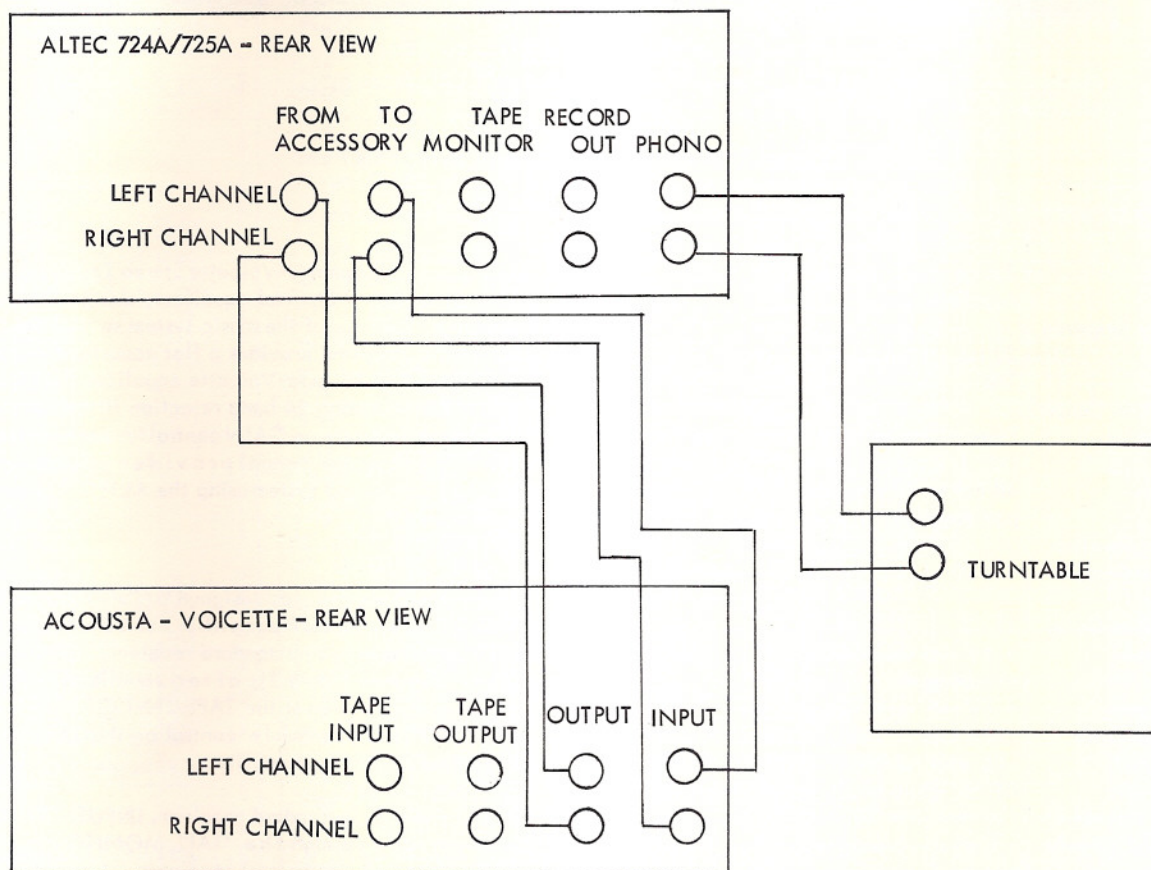 ALTEC 724A/725A - REAR VIEW
FROM TO TAPE RECORD
ACCESSORY MONITOR OUT PHONO
LEFT CHANNEL
RIGHT CHANNEL
TURNTABLE
ACOUSTA - VOICETTE - REAR VIEW
TAPE TAPE OUTPUT INPUT
INPUT OUTPUT
LEFT CHANNEL
RIGHT CHANNEL